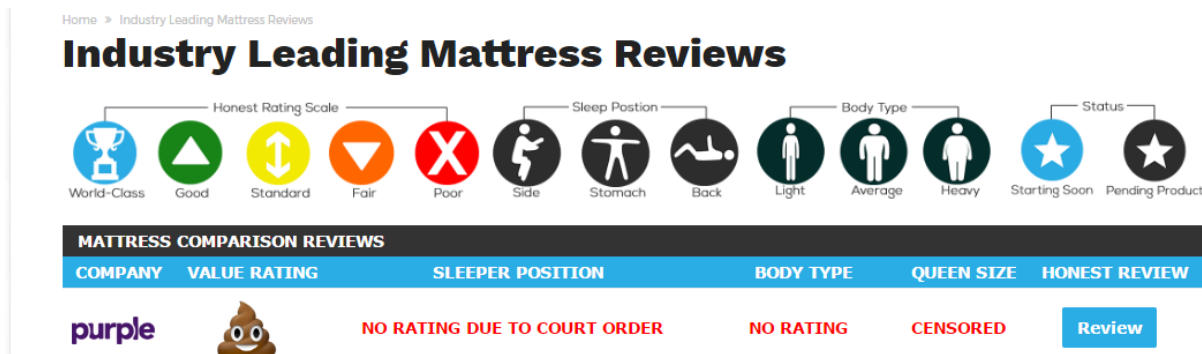 Home » Industry Leading Mattress Reviews
Industry Leading Mattress Reviews
Honest Rating Scale
Sleep Postion
Body Type
Status
X
World-Class Good Standard Fair Poor Side Stomach Back Light Average Heavy Starting Soon Pending Product
MATTRESS COMPARISON REVIEWS
COMPANY VALUE RATING SLEEPER POSITION BODY TYPE QUEEN SIZE HONEST REVIEW
purple NO RATING DUE TO COURT ORDER NO RATING CENSORED Review